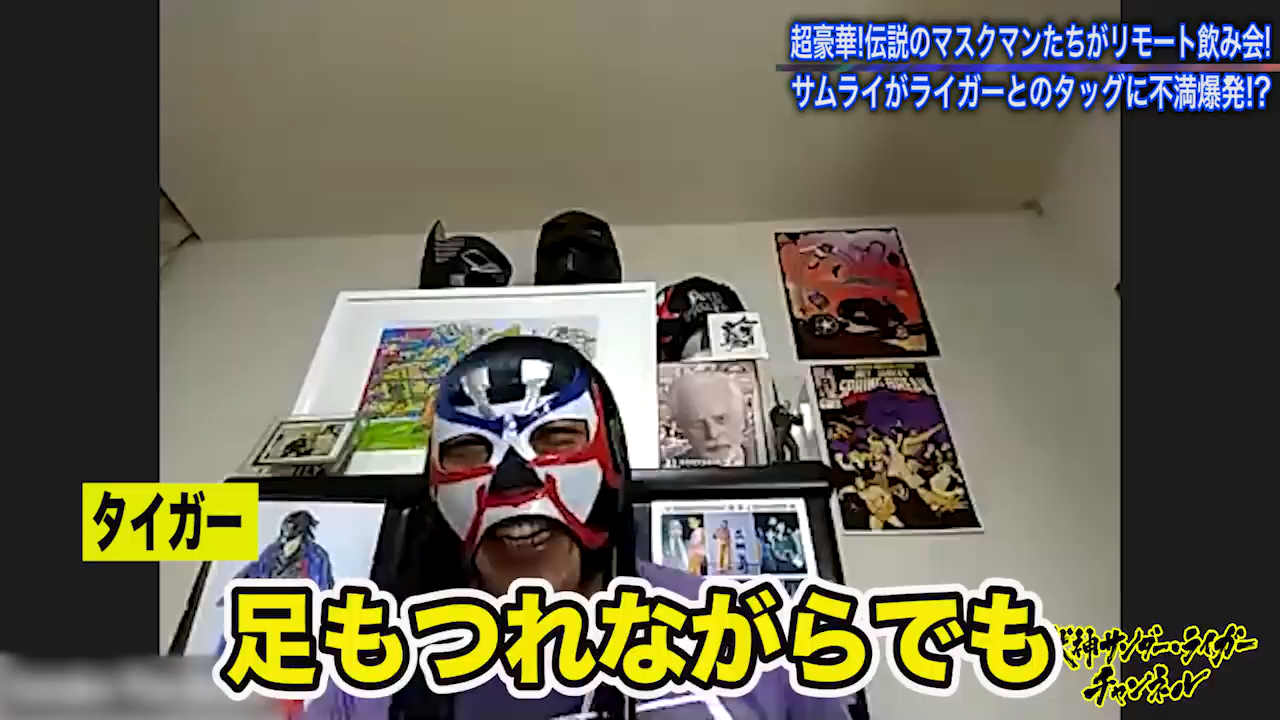 超豪華!伝説のマスクマンたちがリモート飲み会!
サムライがライガーとのタッグに不満爆発!?
SPRING BREAK
タイガー
足もつれながらでも
神サンダー・ライガー
チャンネル